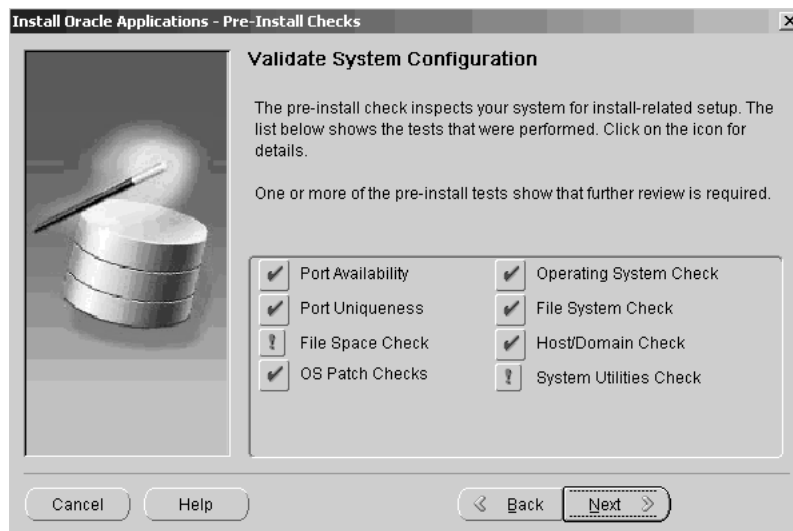 Install Oracle Applications - Pre-Install Checks
Validate System Configuration
The pre-install check inspects your system for install-related setup. The
list below shows the tests that were performed. Click on the icon for
details.
One or more of the pre-install tests show that further review is required.
Port Availability
Operating System Check
Port Uniqueness
File System Check
File Space Check
Host/Domain Check
OS Patch Checks
System Utilities Check
Cancel
Help
Back
Next